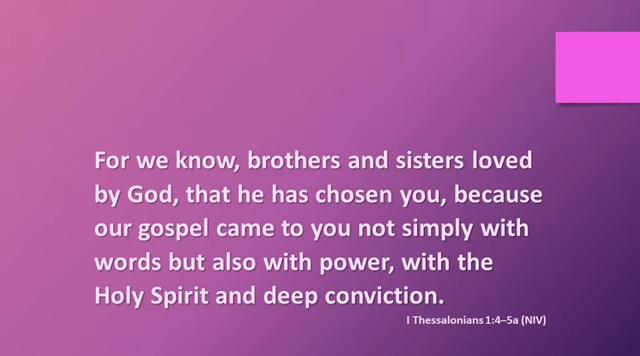 For we know, brothers and sisters loved
by God, that he has chosen you, because
our gospel came to you not simply with
words but also with power, with the
Holy Spirit and deep conviction.
I Thessalonians 1:4–5a (NIV)